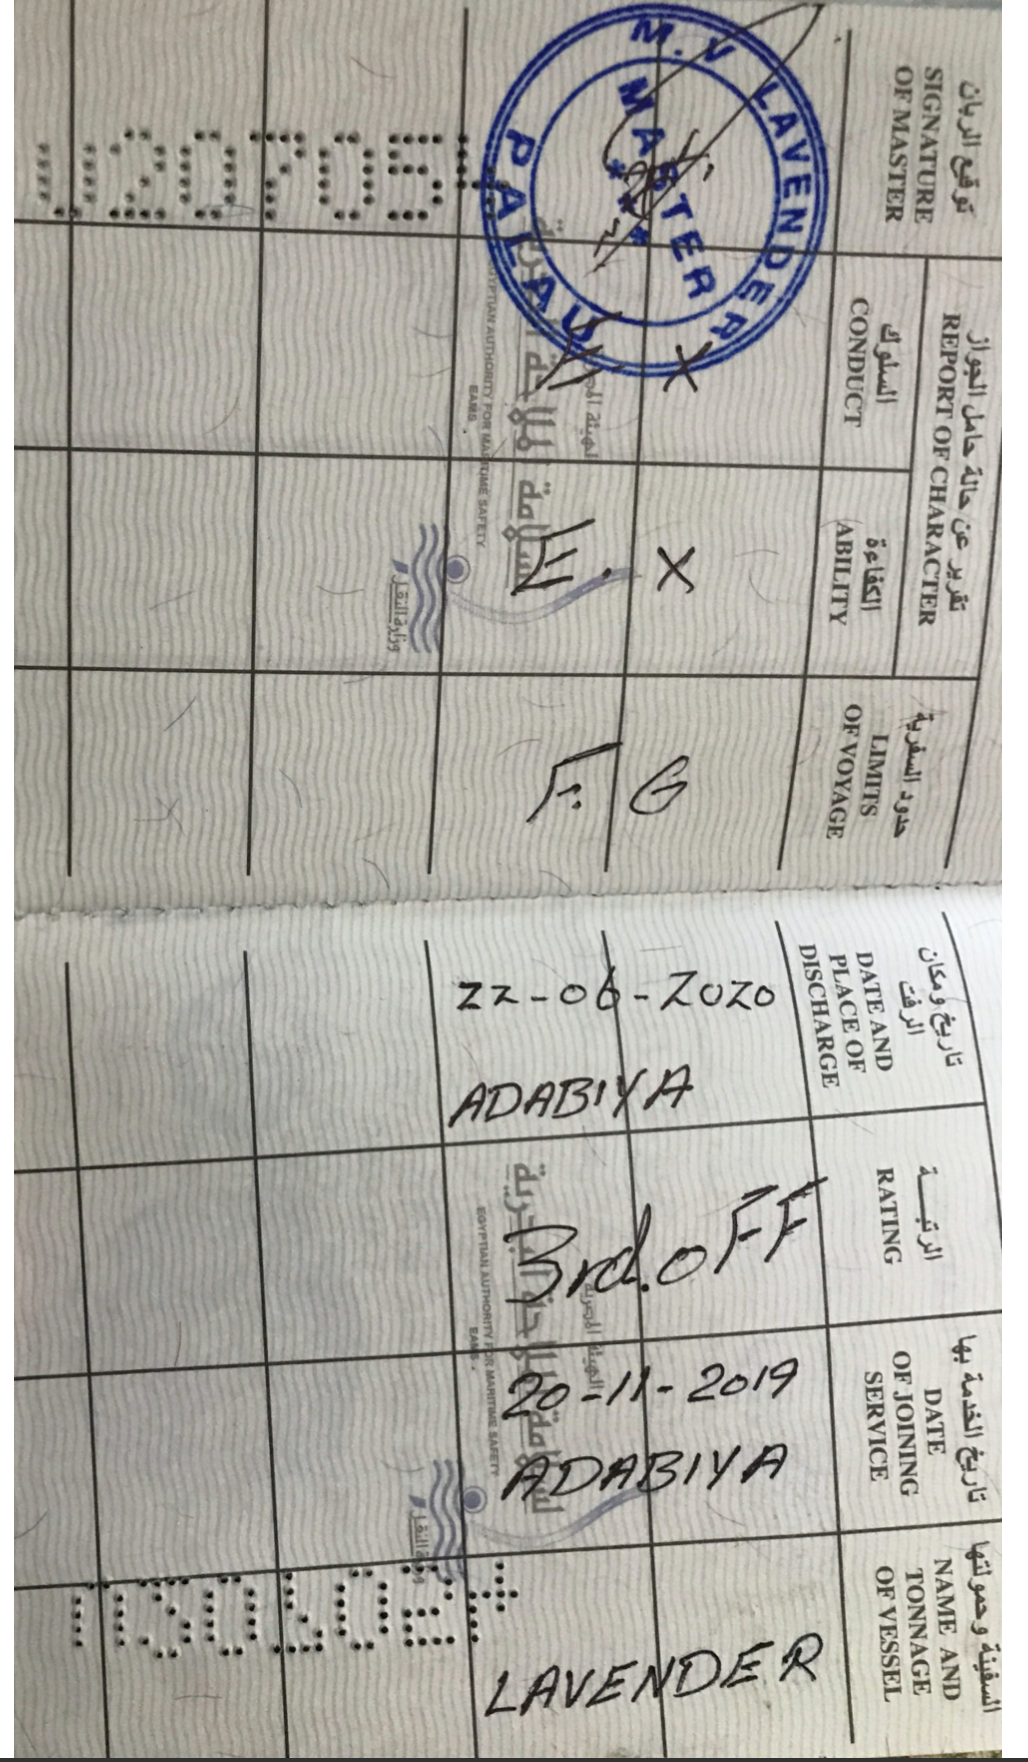 السفينة وحمولتها
NAME AND
TONNAGE
OF VESSEL
تاريخ الخدمة بها
DATE
OF JOINING
SERVICE
الرتبـــة
RATING
تاريخ ومكان
الرفت
DATE AND
PLACE OF
DISCHARGE
LAVENDER
20-11-2019
ADABIYA
3rd.OFF
22-06-2020
ADABIYA
الهيئة المصرية
لسلامة الملاحة البحرية
EGYPTIAN AUTHORITY FOR MARITIME SAFETY
EAMS
وزارة النقل
حدود السفرية
LIMITS
OF VOYAGE
تقرير عن حالة حامل الجواز
REPORT OF CHARACTER
الكفاءة
ABILITY
السلوك
CONDUCT
توقيع الربان
SIGNATURE
OF MASTER
F. G
E. X
X
M.V LAVENDER
MASTER
***
PALAU
الهيئة المصرية
لسلامة الملاحة البحرية
EGYPTIAN AUTHORITY FOR MARITIME SAFETY
EAMS
وزارة النقل